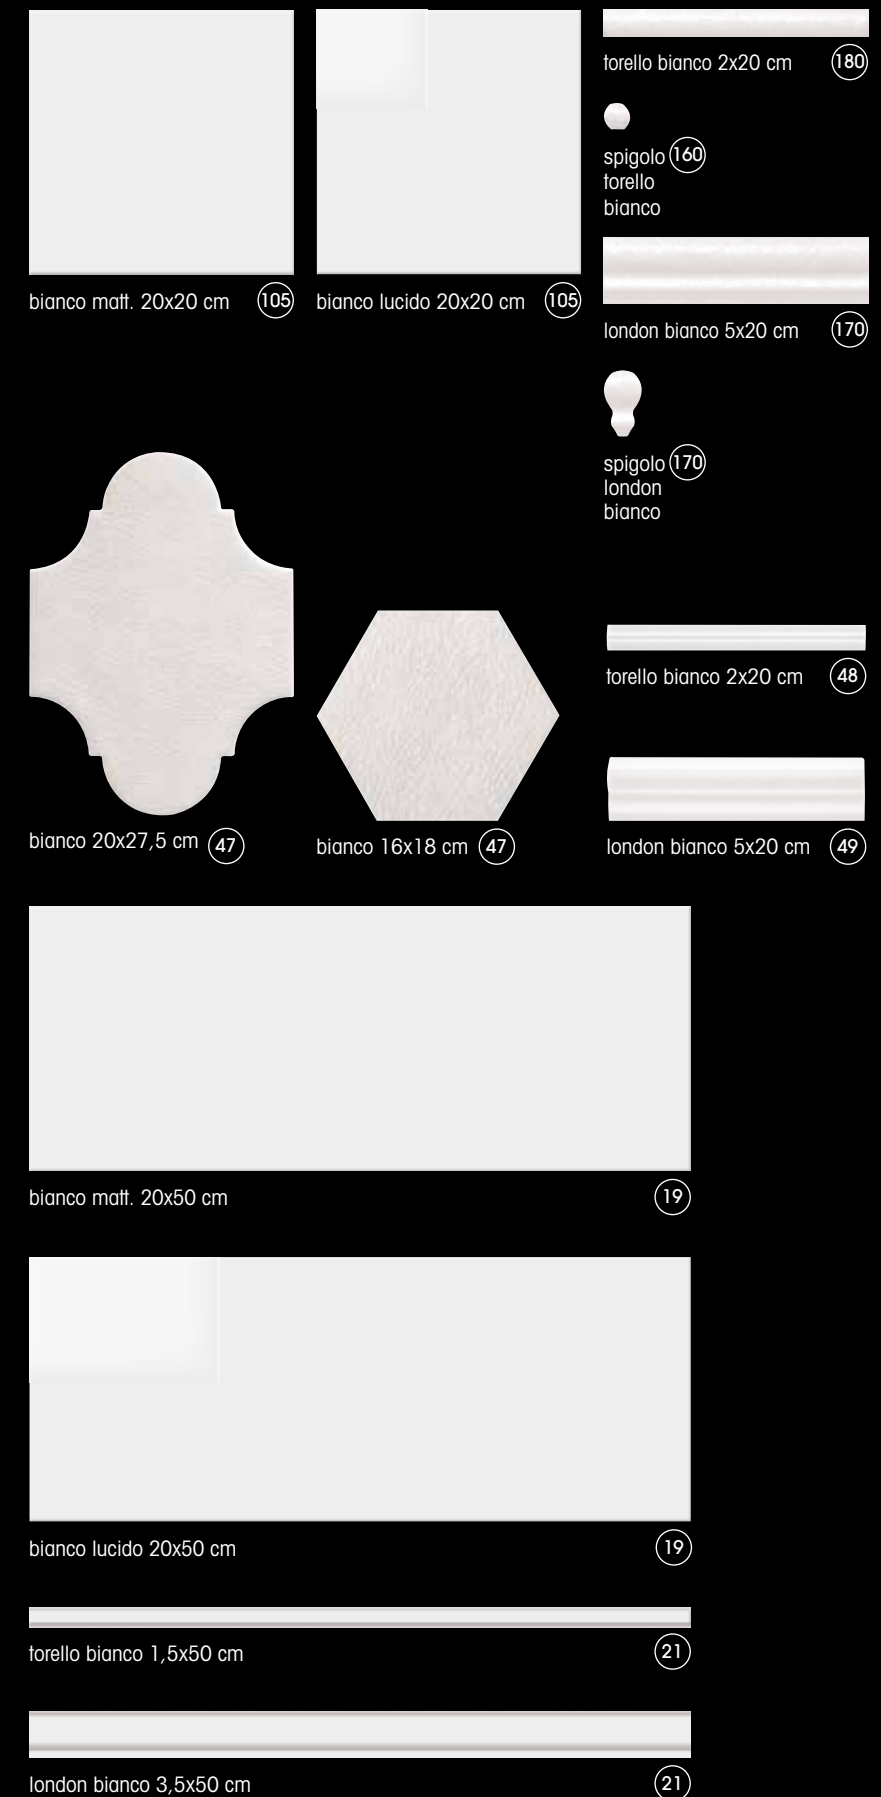 torello bianco 2x20 cm 180
spigolo 160
torello
bianco
bianco matt. 20x20 cm 105
bianco lucido 20x20 cm 105
london bianco 5x20 cm 170
spigolo 170
london
bianco
torello bianco 2x20 cm 48
bianco 20x27,5 cm 47
bianco 16x18 cm 47
london bianco 5x20 cm 49
bianco matt. 20x50 cm 19
bianco lucido 20x50 cm 19
torello bianco 1,5x50 cm 21
london bianco 3,5x50 cm 21